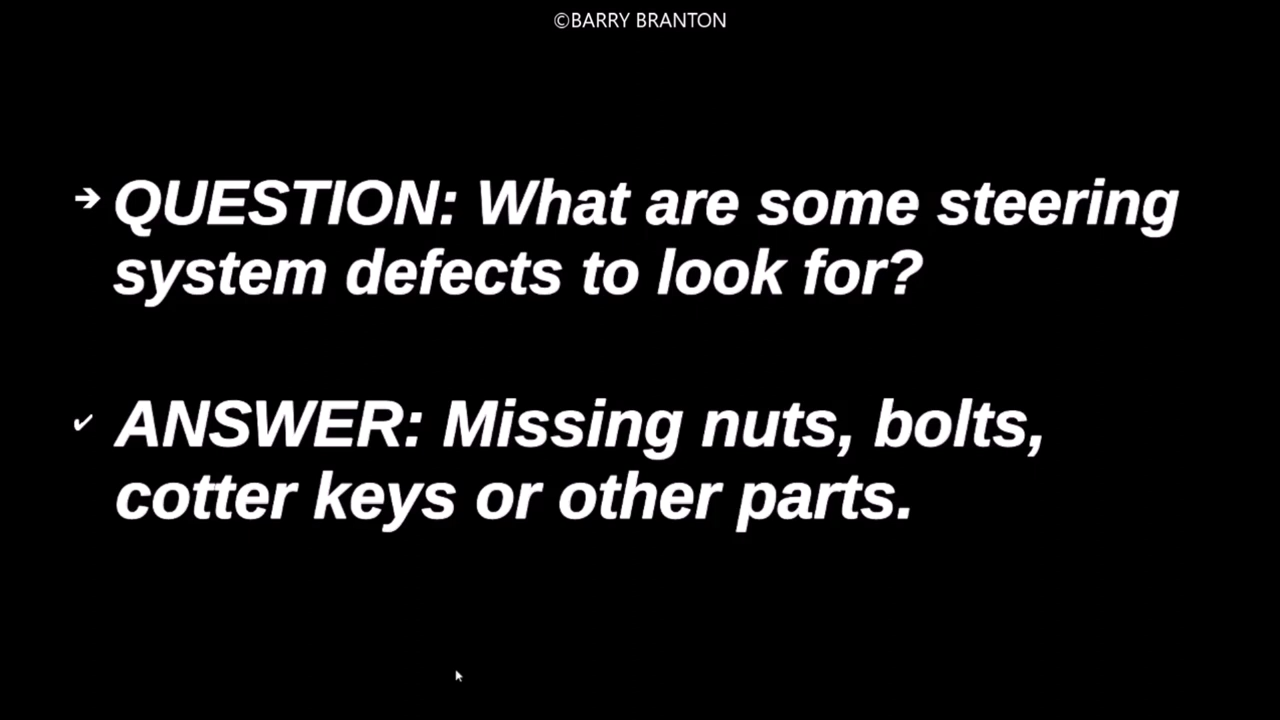 ©BARRY BRANTON
➔ QUESTION: What are some steering
system defects to look for?
✔ ANSWER: Missing nuts, bolts,
cotter keys or other parts.